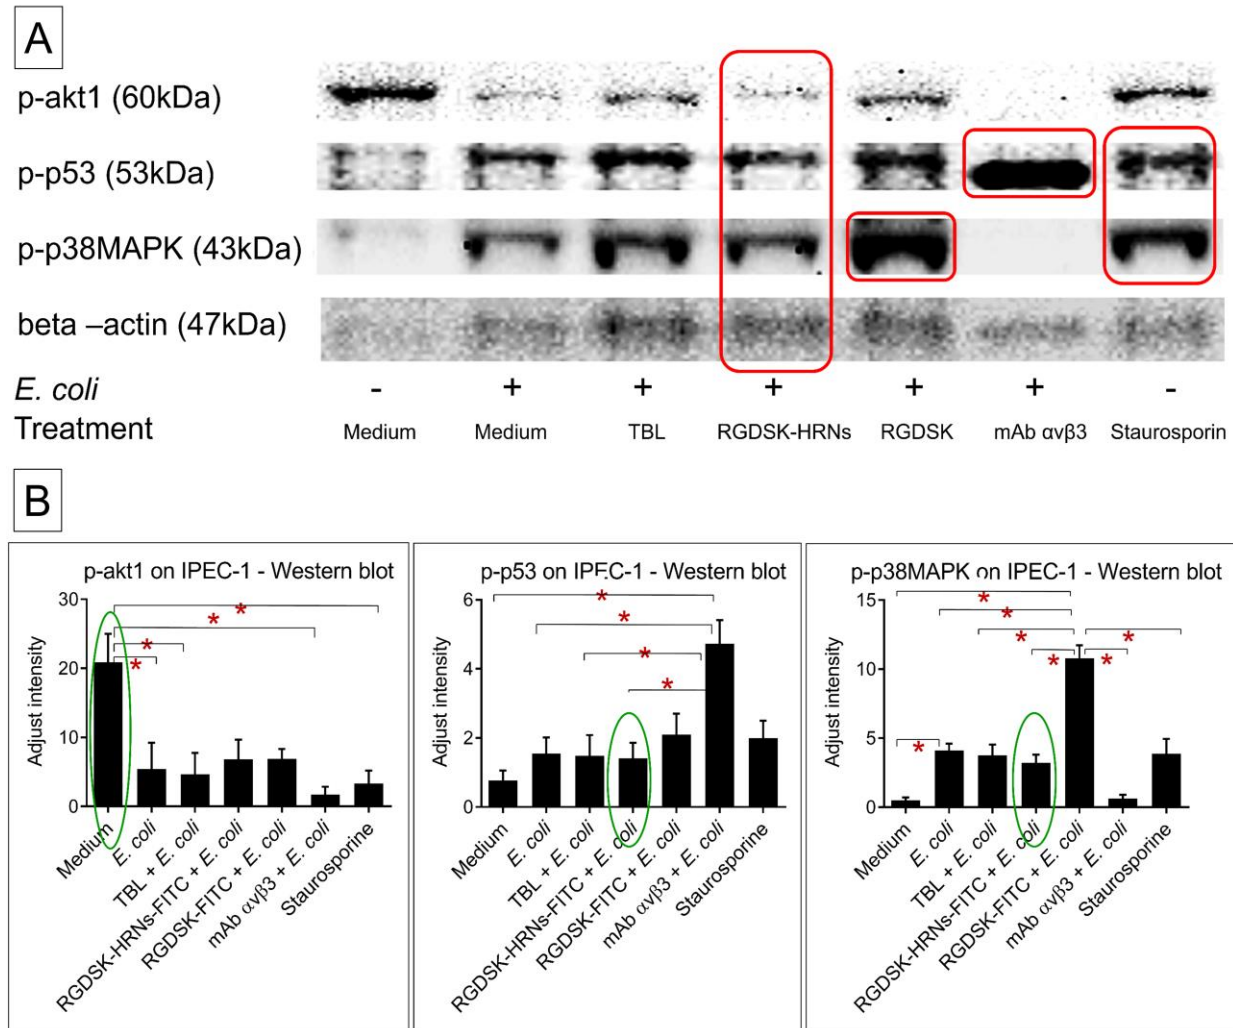 A
p-akt1 (60kDa)
p-p53 (53kDa)
p-p38MAPK (43kDa)
beta –actin (47kDa)
E. coli - + + + + + -
Treatment Medium Medium TBL RGDSK-HRNs RGDSK mAb αvβ3 Staurosporin
B
p-akt1 on IPEC-1 - Western blot
Adjust intensity
30
20
10
0
* * * *
Medium
E. coli
TBL + E. coli
RGDSK-HRNs-FITC + E. coli
RGDSK-FITC + E. coli
mAb αvβ3 + E. coli
Staurosporine
p-p53 on IPEC-1 - Western blot
Adjust intensity
6
4
2
0
* * * *
Medium
E. coli
TBL + E. coli
RGDSK-HRNs-FITC + E. coli
RGDSK-FITC + E. coli
mAb αvβ3 + E. coli
Staurosporine
p-p38MAPK on IPEC-1 - Western blot
Adjust intensity
15
10
5
0
* * * * * * *
Medium
E. coli
TBL + E. coli
RGDSK-HRNs-FITC + E. coli
RGDSK-FITC + E. coli
mAb αvβ3 + E. coli
Staurosporine